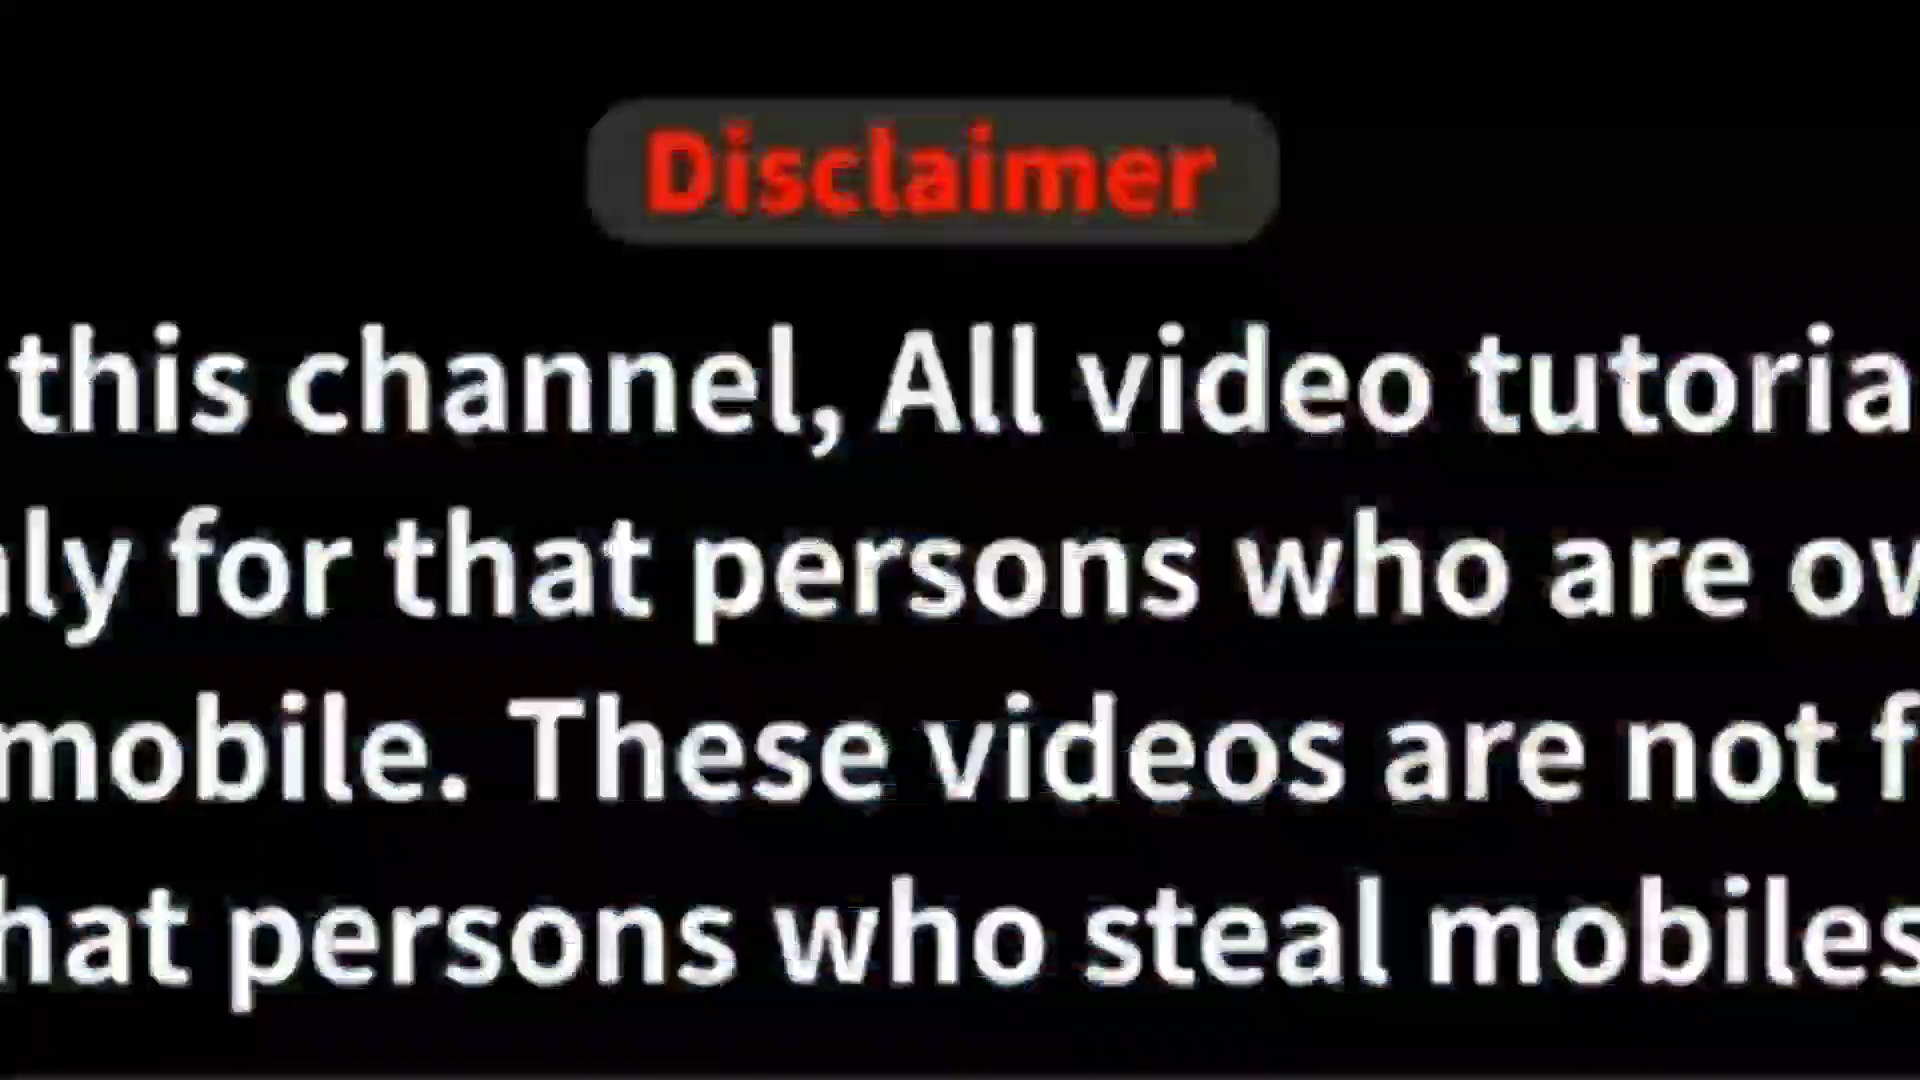 Disclaimer
this channel, All video tutoria
ly for that persons who are ow
mobile. These videos are not f
hat persons who steal mobiles